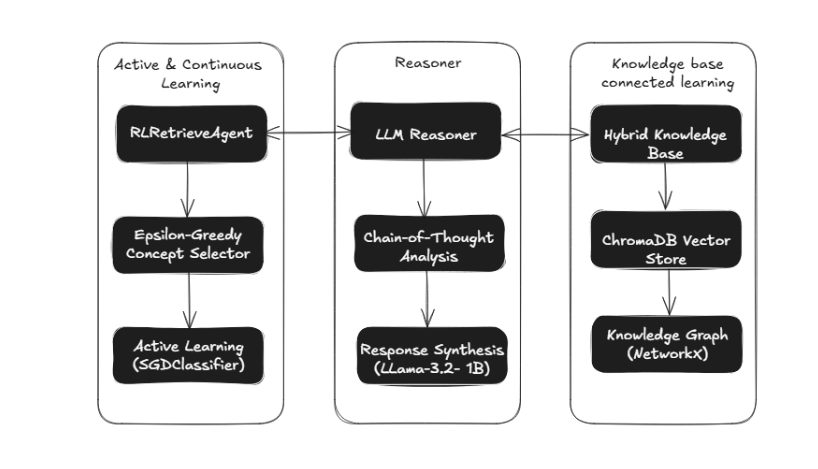 Active & Continuous
Learning
RLRetrieveAgent
Epsilon-Greedy
Concept Selector
Active Learning
(SGDClassifier)
Reasoner
LLM Reasoner
Chain-of-Thought
Analysis
Response Synthesis
(LLama-3.2- 1B)
Knowledge base
connected learning
Hybrid Knowledge
Base
ChromaDB Vector
Store
Knowledge Graph
(NetworkX)